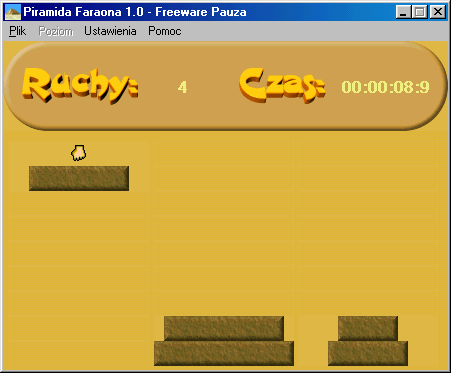 Piramida Faraona 1.0 - Freeware Pauza
Plik Poziom Ustawienia Pomoc
Ruchy: 4 Czas: 00:00:08:9